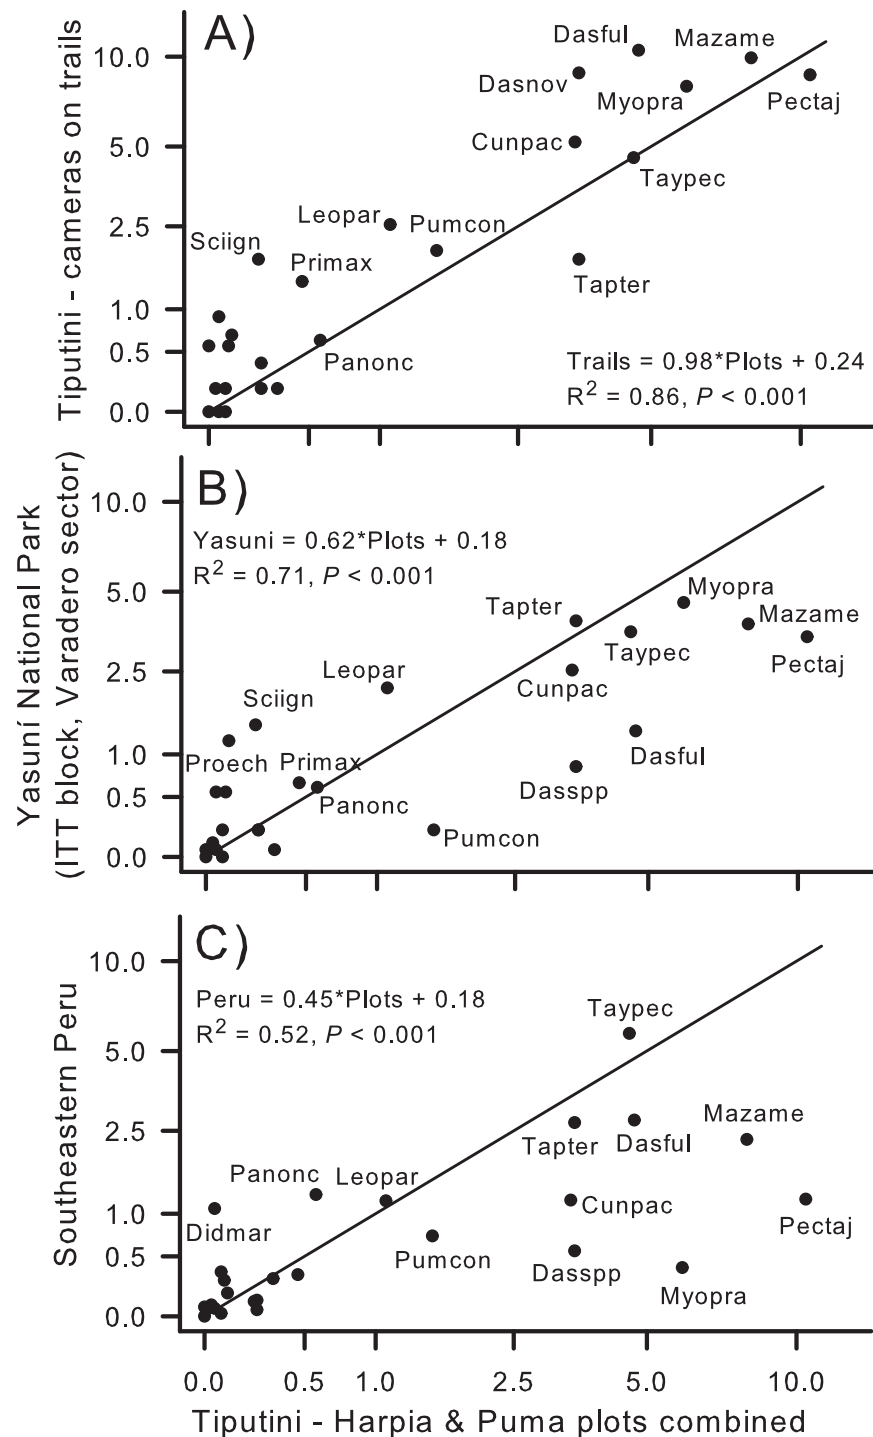 A)
Tiputini - cameras on trails
10.0
5.0
2.5
1.0
0.5
0.0
Dasful
Mazame
Dasnov
Myopra
Pectaj
Cunpac
Taypec
Leopar
Pumcon
Sciign
Primax
Tapter
Panonc
Trails = 0.98*Plots + 0.24
R2 = 0.86, P < 0.001
B)
Yasuní National Park
(ITT block, Varadero sector)
10.0
5.0
2.5
1.0
0.5
0.0
Yasuni = 0.62*Plots + 0.18
R2 = 0.71, P < 0.001
Tapter
Myopra
Mazame
Taypec
Pectaj
Leopar
Cunpac
Sciign
Dasful
Proech
Primax
Dasspp
Panonc
Pumcon
C)
Southeastern Peru
10.0
5.0
2.5
1.0
0.5
0.0
Peru = 0.45*Plots + 0.18
R2 = 0.52, P < 0.001
Taypec
Mazame
Tapter
Dasful
Panonc
Leopar
Cunpac
Pectaj
Didmar
Pumcon
Dasspp
Myopra
0.0
0.5
1.0
2.5
5.0
10.0
Tiputini - Harpia & Puma plots combined